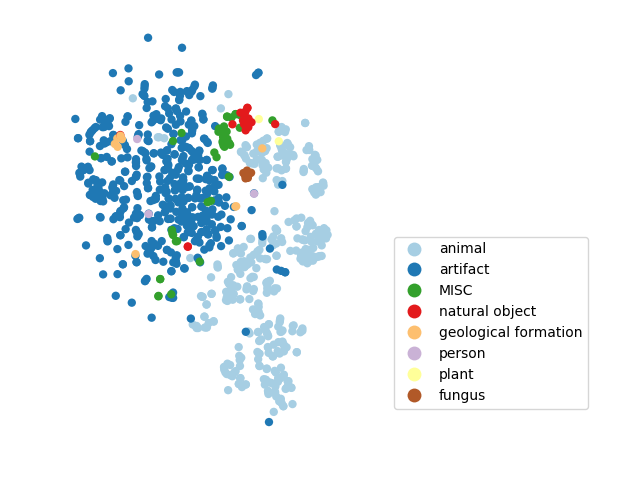 animal
artifact
MISC
natural object
geological formation
person
plant
fungus